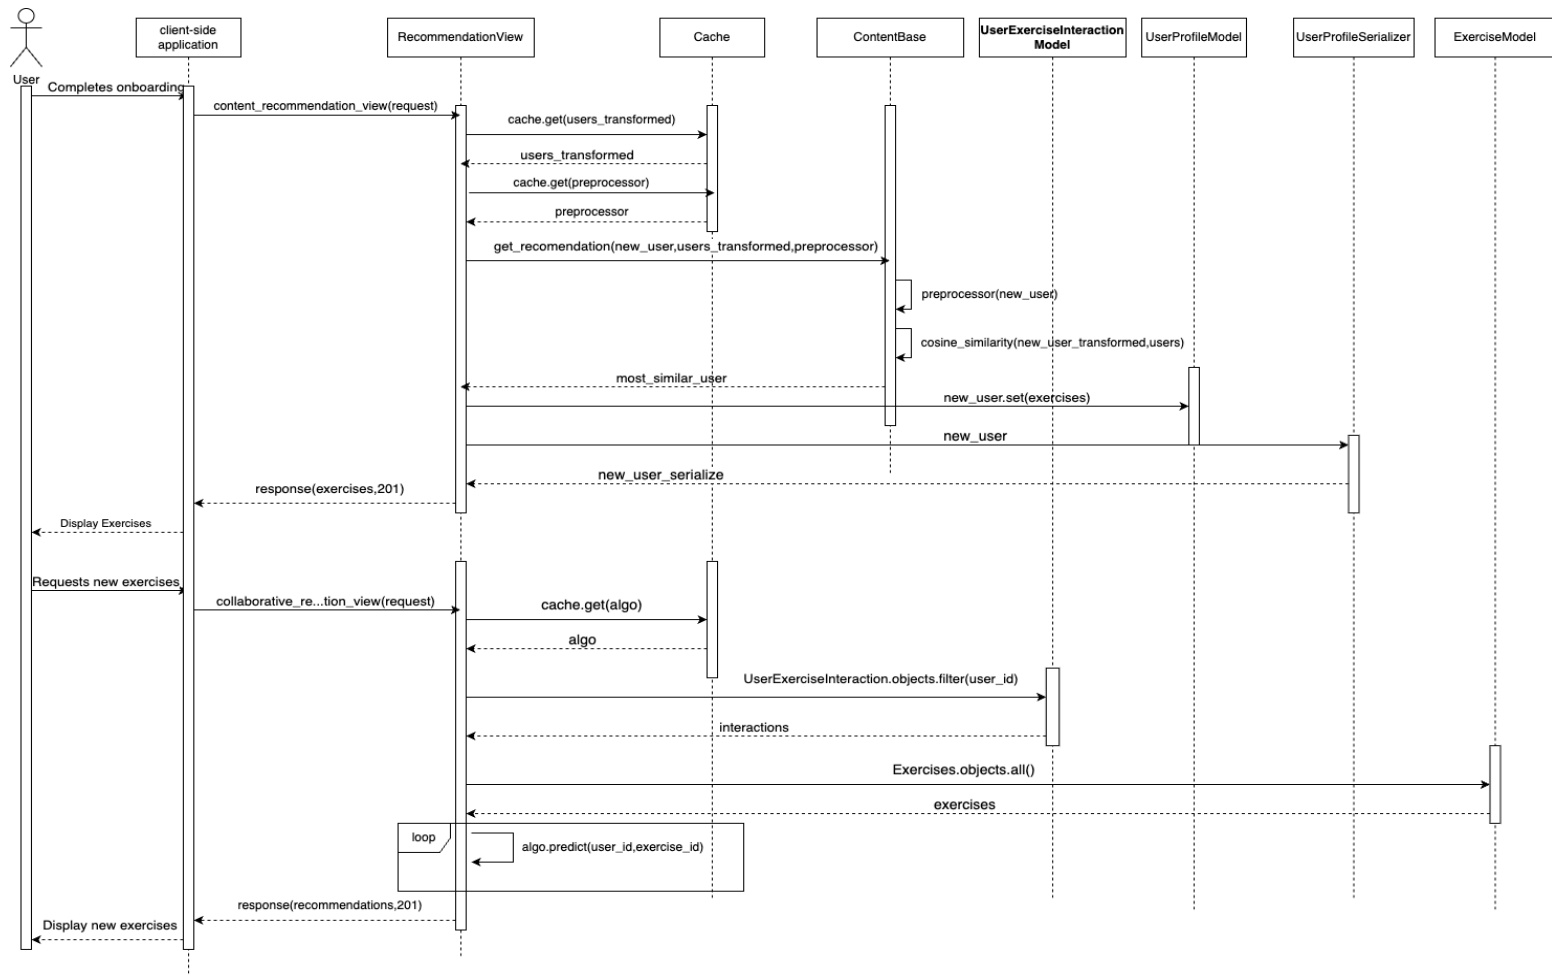 client-side
application
RecommendationView
Cache
ContentBase
UserExerciseInteraction
Model
UserProfileModel
UserProfileSerializer
ExerciseModel
User
Completes onboarding
content_recommendation_view(request)
cache.get(users_transformed)
users_transformed
cache.get(preprocessor)
preprocessor
get_recomendation(new_user,users_transformed,preprocessor)
preprocessor(new_user)
cosine_similarity(new_user_transformed,users)
most_similar_user
new_user.set(exercises)
new_user
new_user_serialize
response(exercises,201)
Display Exercises
Requests new exercises
collaborative_re...tion_view(request)
cache.get(algo)
algo
UserExerciseInteraction.objects.filter(user_id)
interactions
Exercises.objects.all()
exercises
loop
algo.predict(user_id,exercise_id)
response(recommendations,201)
Display new exercises